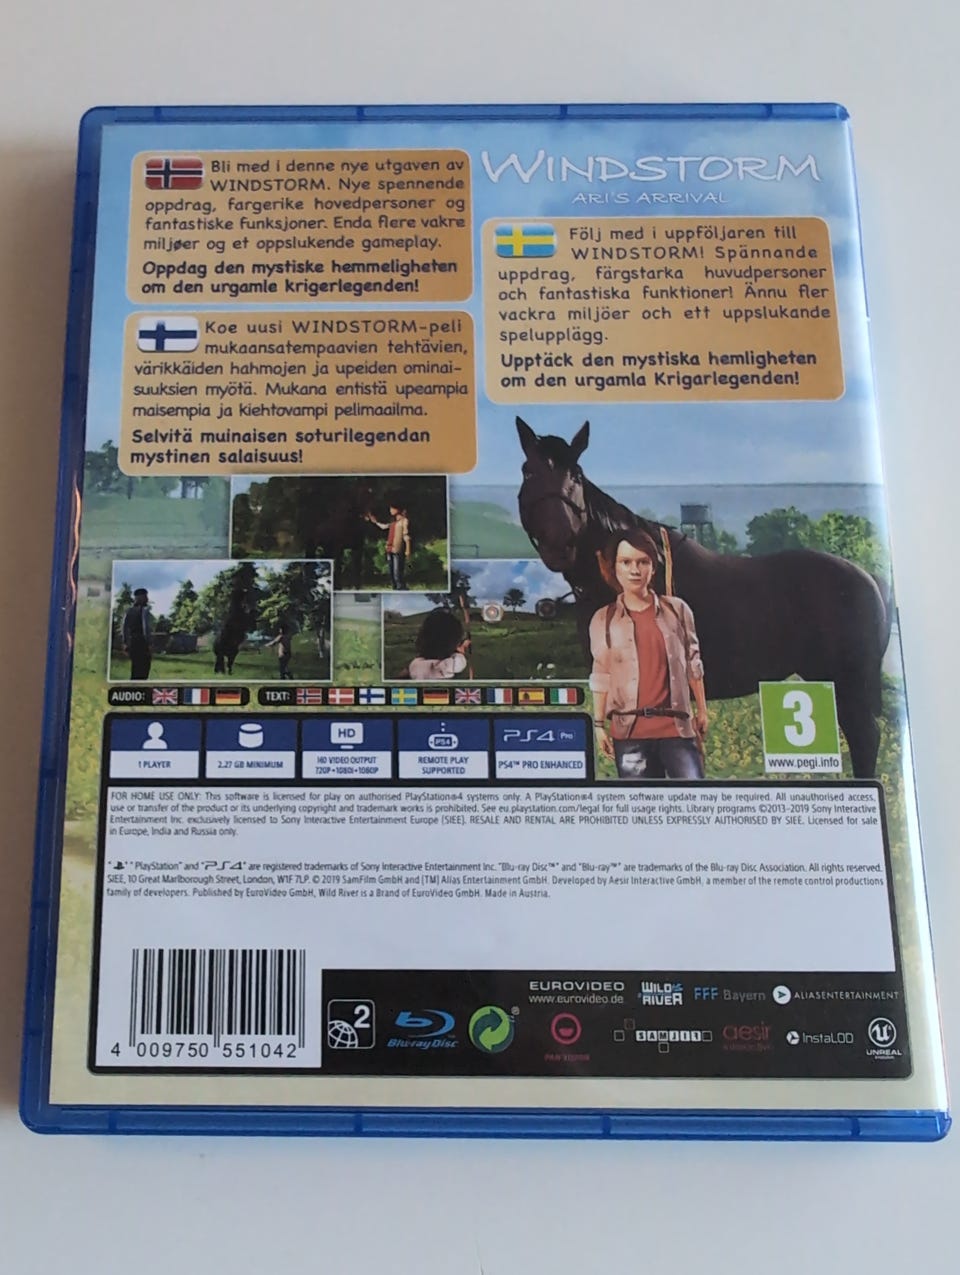 Bli med i denne nye utgaven av
WINDSTORM. Nye spennende
oppdrag, fargerike hovedpersoner og
fantastiske funksjoner. Enda flere vakre
miljøer og et oppslukende gameplay.
Oppdag den mystiske hemmeligheten
om den urgamle krigerlegenden!
WINDSTORM
ARI'S ARRIVAL
Följ med i uppföljaren till
WINDSTORM! Spännande
uppdrag, färgstarka huvudpersoner
och fantastiska funktioner! Ännu fler
vackra miljöer och ett uppslukande
spelupplägg.
Upptäck den mystiska hemligheten
om den urgamla Krigarlegenden!
Koe uusi WINDSTORM-peli
mukaansatempaavien tehtävien,
värikkäiden hahmojen ja upeiden ominai-
suuksien myötä. Mukana entistä upeampia
maisempia ja kiehtovampi pelimaailma.
Selvitä muinaisen soturilegendan
mystinen salaisuus!
AUDIO: TEXT:
1 PLAYER
2.27 GB MINIMUM
HD
HD VIDEO OUTPUT
720P•1080i•1080P
PS4
REMOTE PLAY
SUPPORTED
PS4 Pro
PS4™ PRO ENHANCED
3
www.pegi.info
FOR HOME USE ONLY: This software is licensed for play on authorised PlayStation®4 systems only. A PlayStation®4 system software update may be required. All unauthorised access,
use or transfer of the product or its underlying copyright and trademark works is prohibited. See eu.playstation.com/legal for full usage rights. Library programs ©2013-2019 Sony Interactive
Entertainment Inc. exclusively licensed to Sony Interactive Entertainment Europe (SIEE). RESALE AND RENTAL ARE PROHIBITED UNLESS EXPRESSLY AUTHORISED BY SIEE. Licensed for sale
in Europe, India and Russia only.
"PlayStation" and "PS4" are registered trademarks of Sony Interactive Entertainment Inc. "Blu-ray Disc™" and "Blu-ray™" are trademarks of the Blu-ray Disc Association. All rights reserved.
SIEE, 10 Great Marlborough Street, London, W1F 7LP. © 2019 SamFilm GmbH and [TM] Alias Entertainment GmbH. Developed by Aesir Interactive GmbH, a member of the remote control productions
family of developers. Published by EuroVideo GmbH, Wild River is a Brand of EuroVideo GmbH. Made in Austria.
4 009750 551042
2
Blu-ray Disc
EUROVIDEO
www.eurovideo.de
WILD RIVER
FFF Bayern
ALIASENTERTAINMENT
PAN VISION
SAMFILM
aesir
interactive
InstaLOD
UNREAL
ENGINE